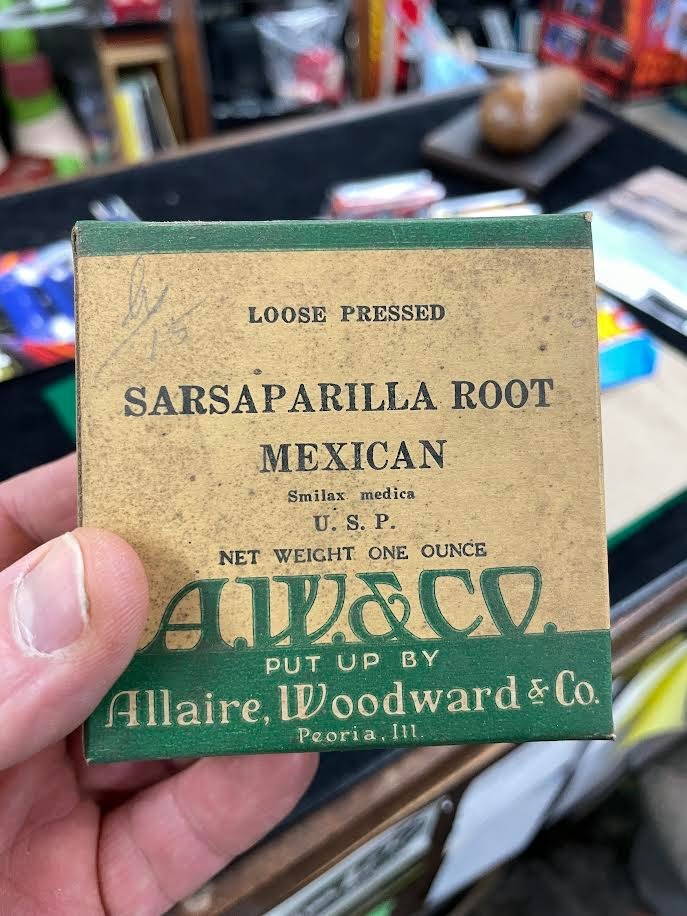 LOOSE PRESSED
SARSAPARILLA ROOT
MEXICAN
Smilax medica
U. S. P.
NET WEIGHT ONE OUNCE
A.W.&CO.
PUT UP BY
Allaire, Woodward & Co.
Peoria, Ill.